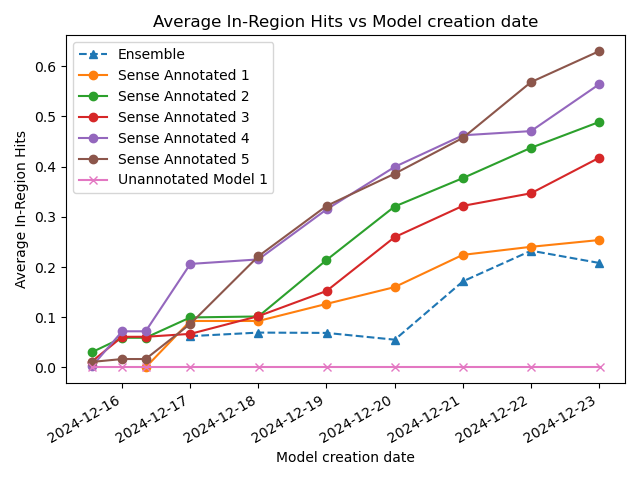 Average In-Region Hits vs Model creation date
Ensemble
Sense Annotated 1
Sense Annotated 2
Sense Annotated 3
Sense Annotated 4
Sense Annotated 5
Unannotated Model 1
Average In-Region Hits
0.6
0.5
0.4
0.3
0.2
0.1
0.0
2024-12-16
2024-12-17
2024-12-18
2024-12-19
2024-12-20
2024-12-21
2024-12-22
2024-12-23
Model creation date